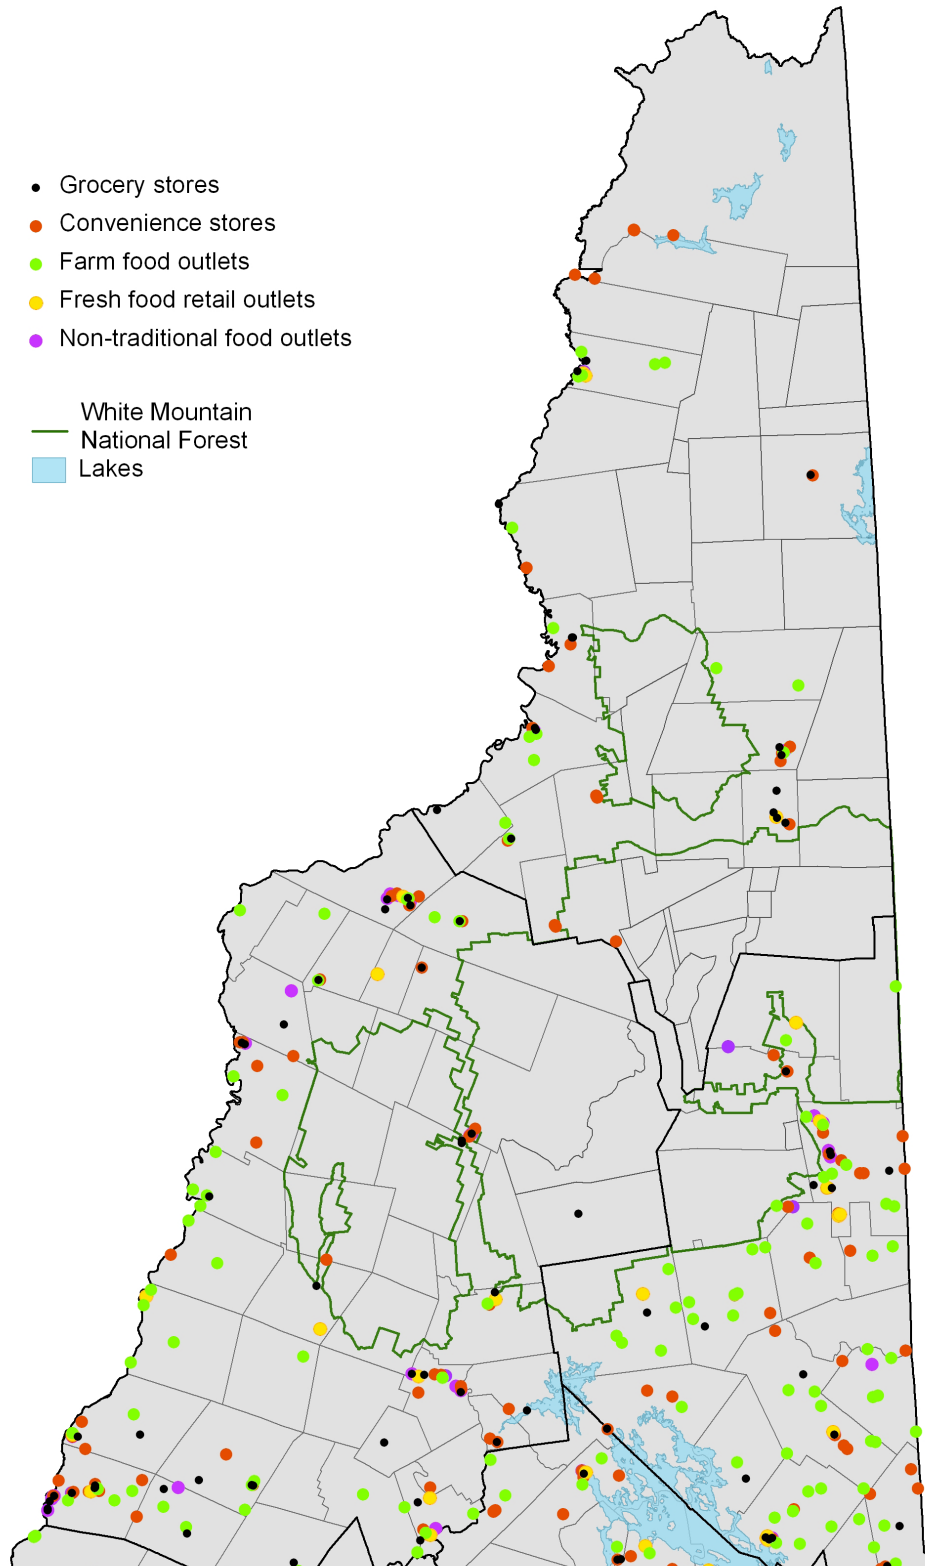 Grocery stores
Convenience stores
Farm food outlets
Fresh food retail outlets
Non-traditional food outlets
White Mountain
National Forest
Lakes